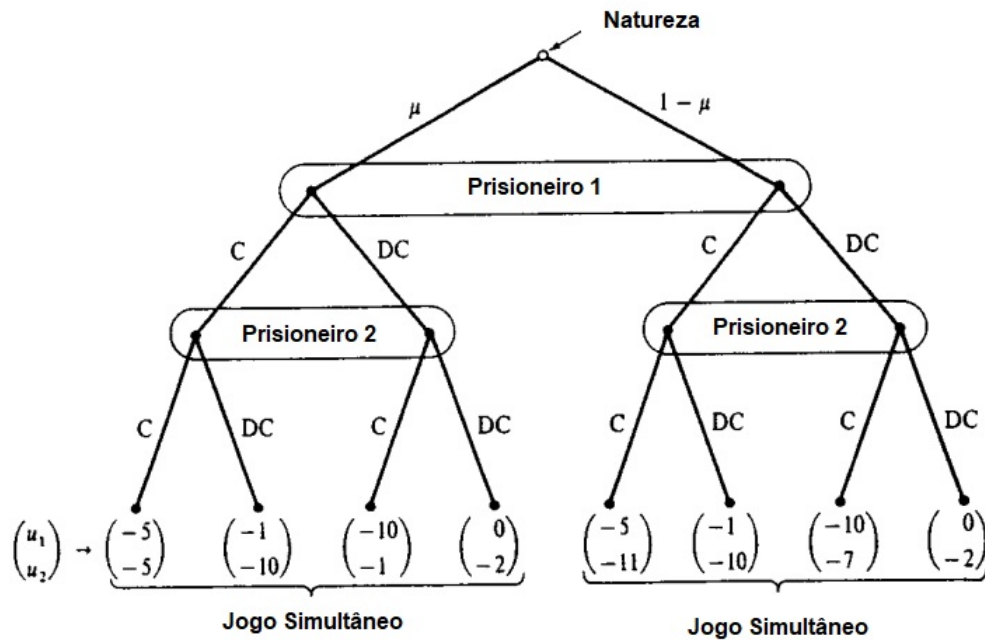 Natureza
μ 1 − μ
Prisioneiro 1
C DC C DC
Prisioneiro 2 Prisioneiro 2
C DC C DC C DC C DC
(u₁ u₂) → (−5 −5) (−1 −10) (−10 −1) (0 −2) (−5 −11) (−1 −10) (−10 −7) (0 −2)
Jogo Simultâneo Jogo Simultâneo